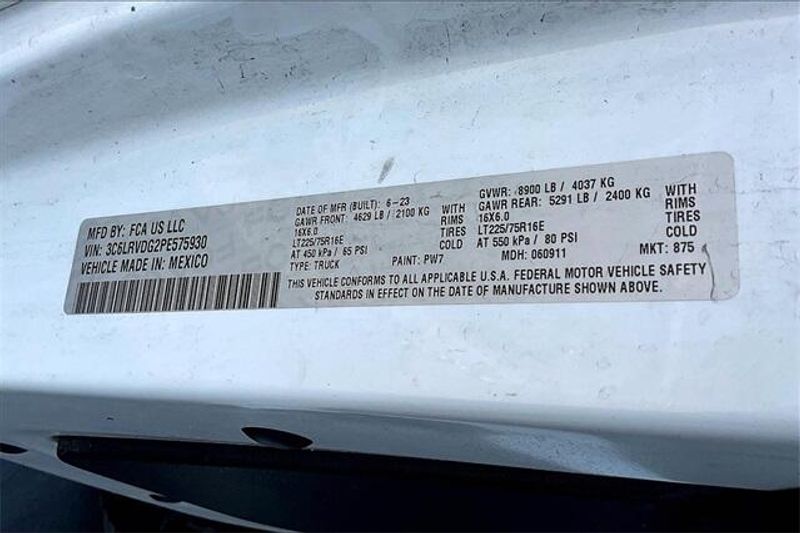 MFD BY: FCA US LLC
VIN: 3C6LRVDG2PE575930
VEHICLE MADE IN: MEXICO
DATE OF MFR (BUILT): 6-23
GAWR FRONT: 4629 LB / 2100 KG WITH
16X6.0 RIMS
LT225/75R16E TIRES
AT 450 kPa / 65 PSI COLD
TYPE: TRUCK PAINT: PW7
GVWR: 8900 LB / 4037 KG
GAWR REAR: 5291 LB / 2400 KG WITH
16X6.0 RIMS
LT225/75R16E TIRES
AT 550 kPa / 80 PSI COLD
MDH: 060911 MKT: 875
THIS VEHICLE CONFORMS TO ALL APPLICABLE U.S.A. FEDERAL MOTOR VEHICLE SAFETY
STANDARDS IN EFFECT ON THE DATE OF MANUFACTURE SHOWN ABOVE.